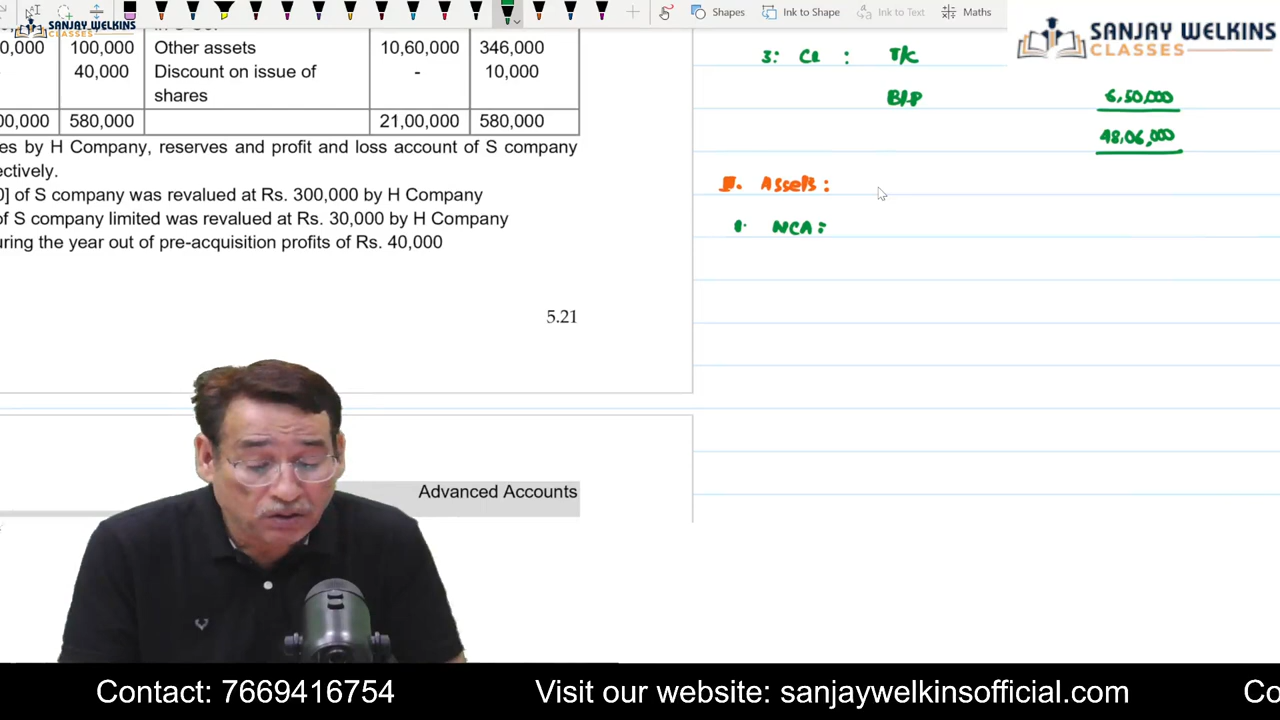 Shapes Ink to Shape Ink to Text Maths
SANJAY WELKINS
CLASSES
SANJAY WELKINS
CLASSES
0,000 100,000 Other assets 10,60,000 346,000
- 40,000 Discount on issue of shares - 10,000
00,000 580,000 21,00,000 580,000
es by H Company, reserves and profit and loss account of S company
ectively.
0] of S company was revalued at Rs. 300,000 by H Company
of S company limited was revalued at Rs. 30,000 by H Company
uring the year out of pre-acquisition profits of Rs. 40,000
5.21
Advanced Accounts
3: CL : T/C
B/P 6,50,000
48,06,000
II. Assets :
NCA :
Contact: 7669416754 Visit our website: sanjaywelkinsofficial.com Co